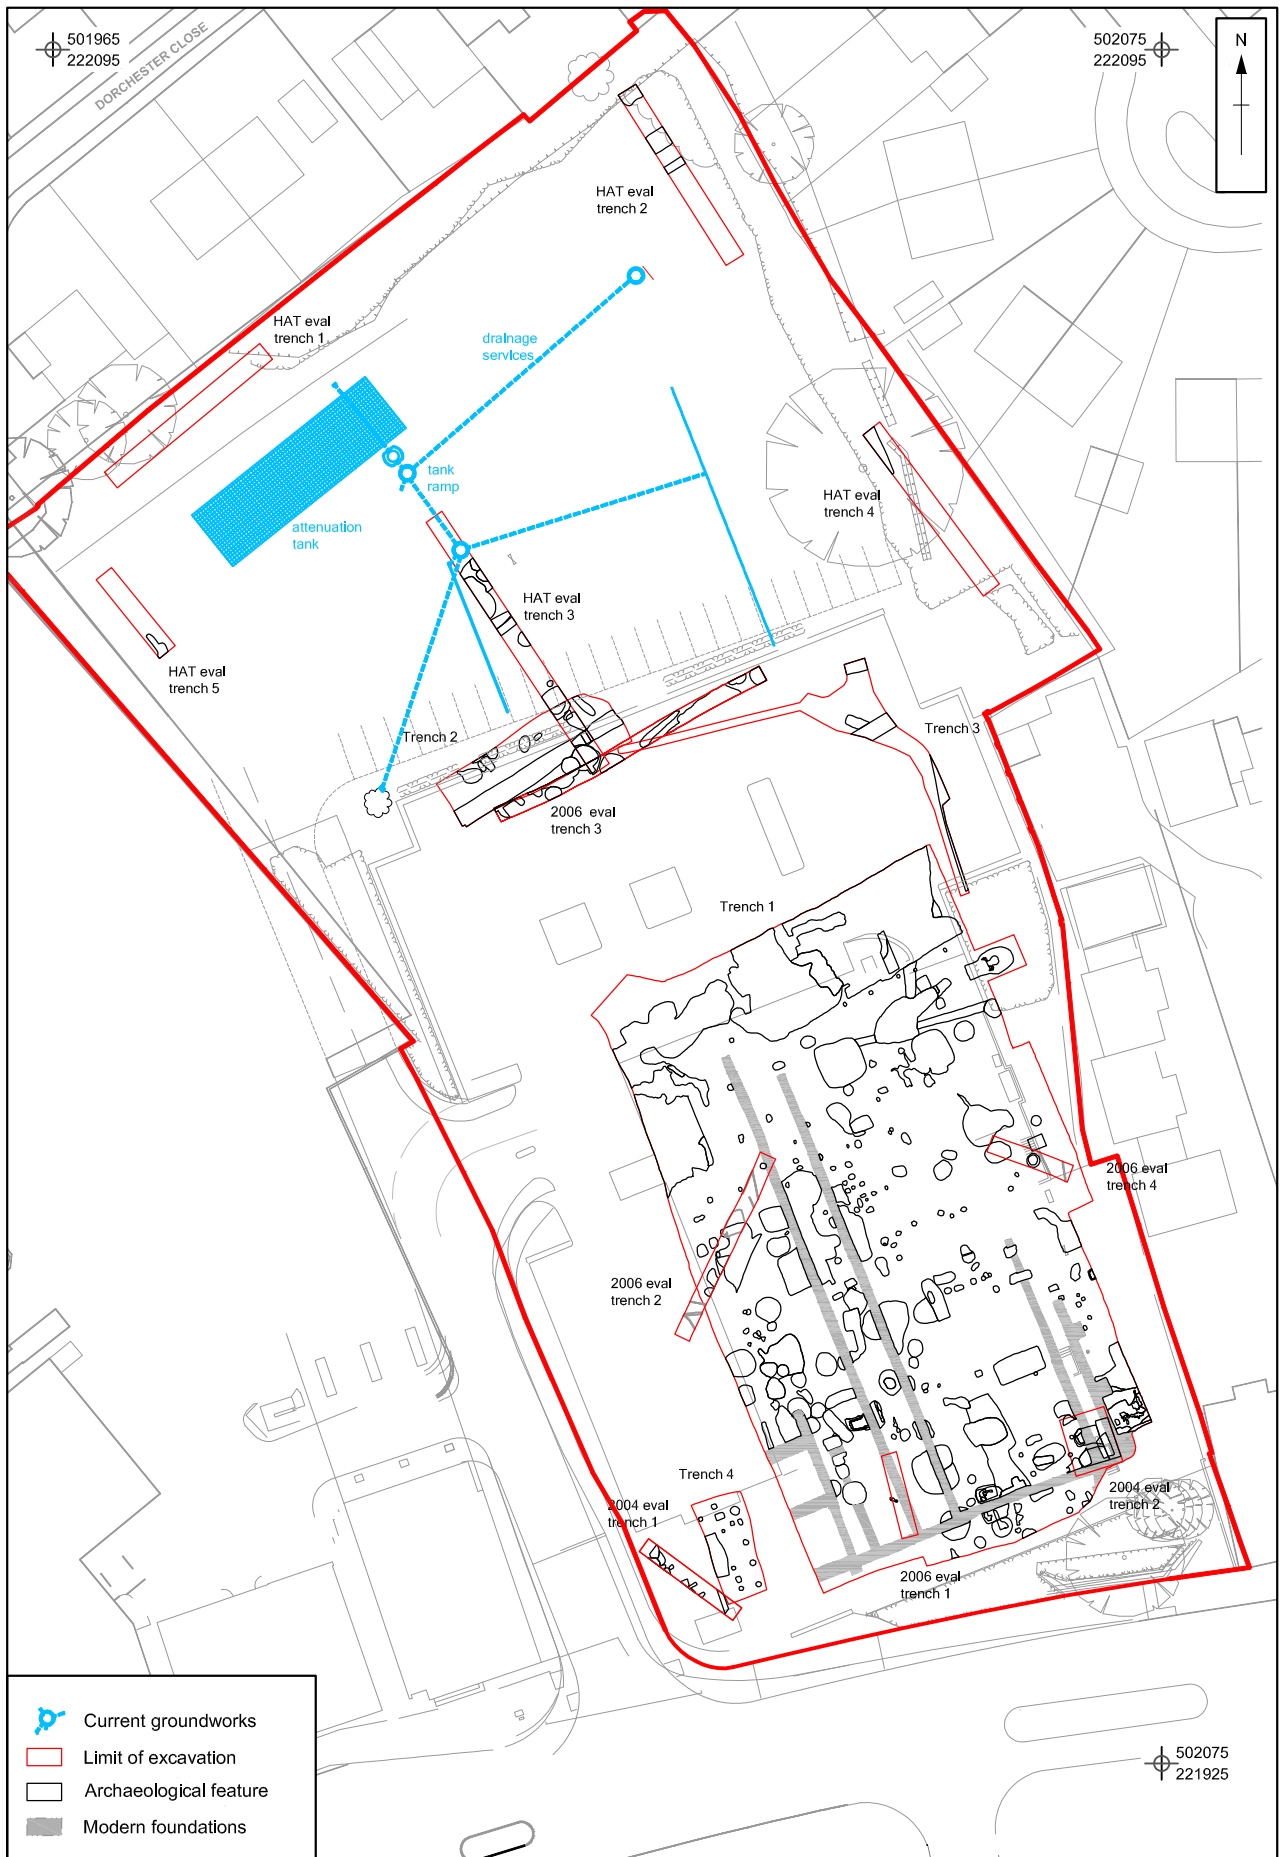 501965
222095
DORCHESTER CLOSE
502075
222095
N
HAT eval
trench 2
HAT eval
trench 1
drainage
services
tank
ramp
HAT eval
trench 4
attenuation
tank
HAT eval
trench 3
HAT eval
trench 5
Trench 2
Trench 3
2006 eval
trench 3
Trench 1
2006 eval
trench 4
2006 eval
trench 2
Trench 4
2004 eval
trench 1
2004 eval
trench 2
2006 eval
trench 1
Current groundworks
Limit of excavation
Archaeological feature
Modern foundations
502075
221925